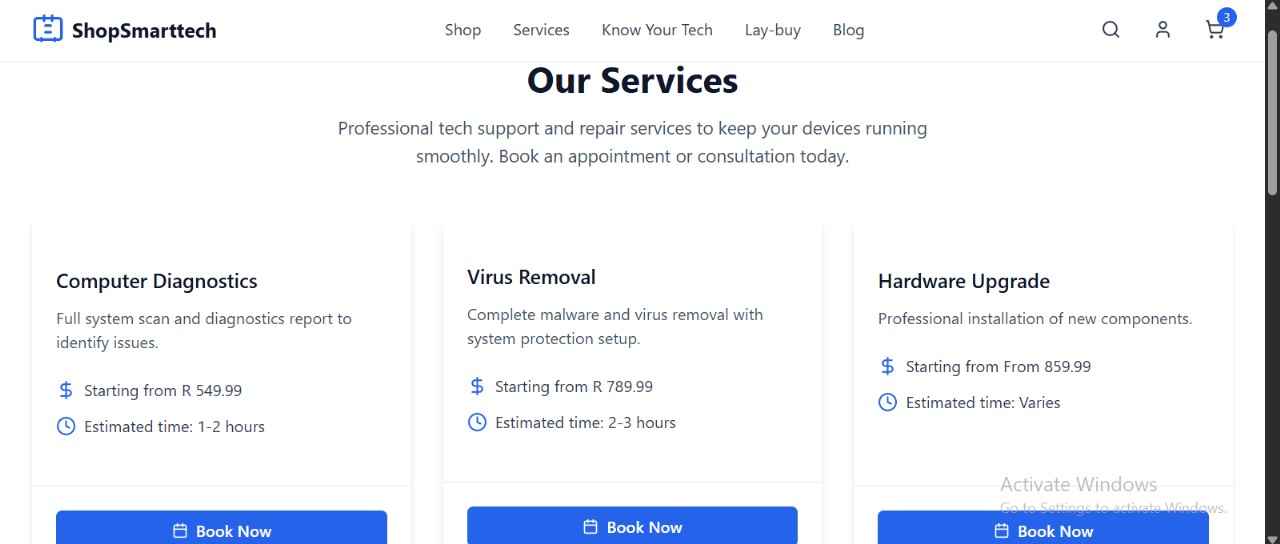 ShopSmarttech
Shop
Services
Know Your Tech
Lay-buy
Blog
3
Our Services
Professional tech support and repair services to keep your devices running
smoothly. Book an appointment or consultation today.
Computer Diagnostics
Full system scan and diagnostics report to
identify issues.
$ Starting from R 549.99
Estimated time: 1-2 hours
Book Now
Virus Removal
Complete malware and virus removal with
system protection setup.
$ Starting from R 789.99
Estimated time: 2-3 hours
Book Now
Hardware Upgrade
Professional installation of new components.
$ Starting from From 859.99
Estimated time: Varies
Book Now
Activate Windows
Go to Settings to activate Windows.